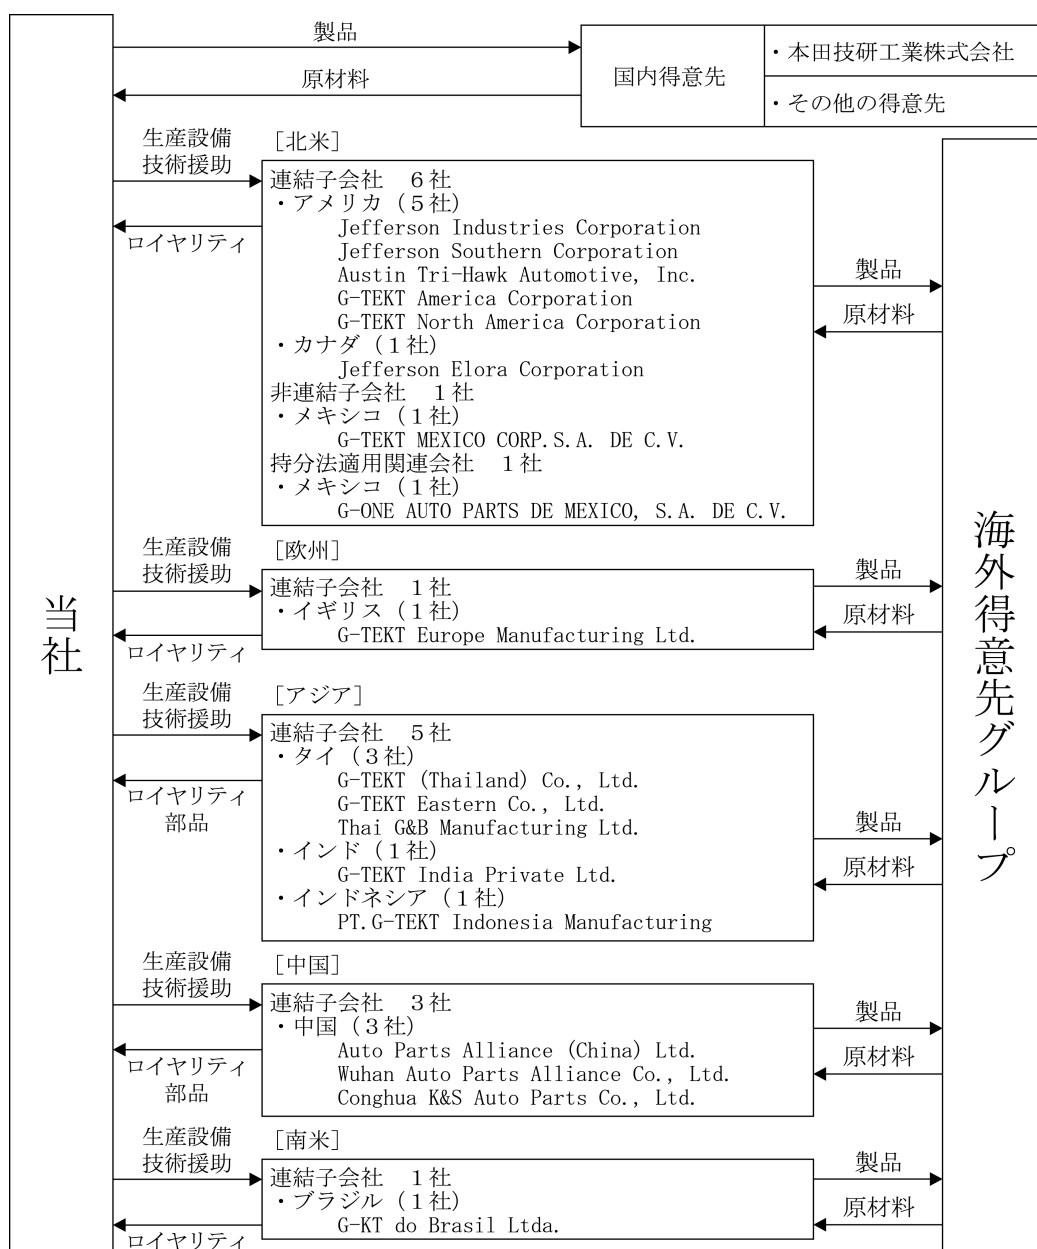 製品
原材料
国内得意先
・本田技研工業株式会社
・その他の得意先
生産設備
技術援助
ロイヤリティ
［北米］
連結子会社　６社
・アメリカ（５社）
Jefferson Industries Corporation
Jefferson Southern Corporation
Austin Tri-Hawk Automotive, Inc.
G-TEKT America Corporation
G-TEKT North America Corporation
・カナダ（１社）
Jefferson Elora Corporation
非連結子会社　１社
・メキシコ（１社）
G-TEKT MEXICO CORP.S.A. DE C.V.
持分法適用関連会社　１社
・メキシコ（１社）
G-ONE AUTO PARTS DE MEXICO, S.A. DE C.V.
製品
原材料
生産設備
技術援助
ロイヤリティ
［欧州］
連結子会社　１社
・イギリス（１社）
G-TEKT Europe Manufacturing Ltd.
製品
原材料
当社
海外得意先グループ
生産設備
技術援助
ロイヤリティ
部品
［アジア］
連結子会社　５社
・タイ（３社）
G-TEKT (Thailand) Co., Ltd.
G-TEKT Eastern Co., Ltd.
Thai G&B Manufacturing Ltd.
・インド（１社）
G-TEKT India Private Ltd.
・インドネシア（１社）
PT.G-TEKT Indonesia Manufacturing
製品
原材料
生産設備
技術援助
ロイヤリティ
部品
［中国］
連結子会社　３社
・中国（３社）
Auto Parts Alliance (China) Ltd.
Wuhan Auto Parts Alliance Co., Ltd.
Conghua K&S Auto Parts Co., Ltd.
製品
原材料
生産設備
技術援助
ロイヤリティ
［南米］
連結子会社　１社
・ブラジル（１社）
G-KT do Brasil Ltda.
製品
原材料